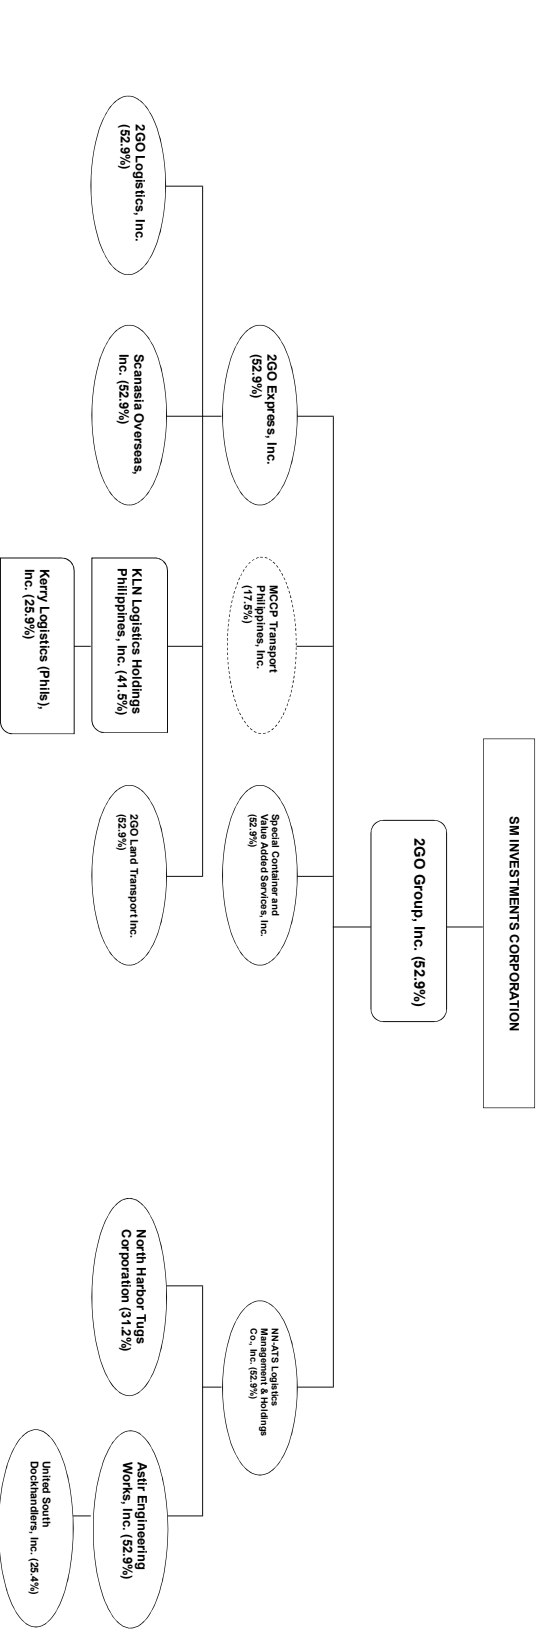 SM INVESTMENTS CORPORATION
2GO Group, Inc. (52.9%)
2GO Express, Inc.
(52.9%)
MCCP Transport
Philippines, Inc.
(17.5%)
Special Container and
Value Added Services, Inc.
(52.9%)
NN-ATS Logistics
Management & Holdings
Co., Inc. (52.9%)
2GO Logistics, Inc.
(52.9%)
Scanasia Overseas,
Inc. (52.9%)
KLN Logistics Holdings
Philippines, Inc. (41.5%)
2GO Land Transport Inc.
(52.9%)
North Harbor Tugs
Corporation (31.2%)
Astir Engineering
Works, Inc. (52.9%)
Kerry Logistics (Phils),
Inc. (25.9%)
United South
Dockhandlers, Inc. (25.4%)